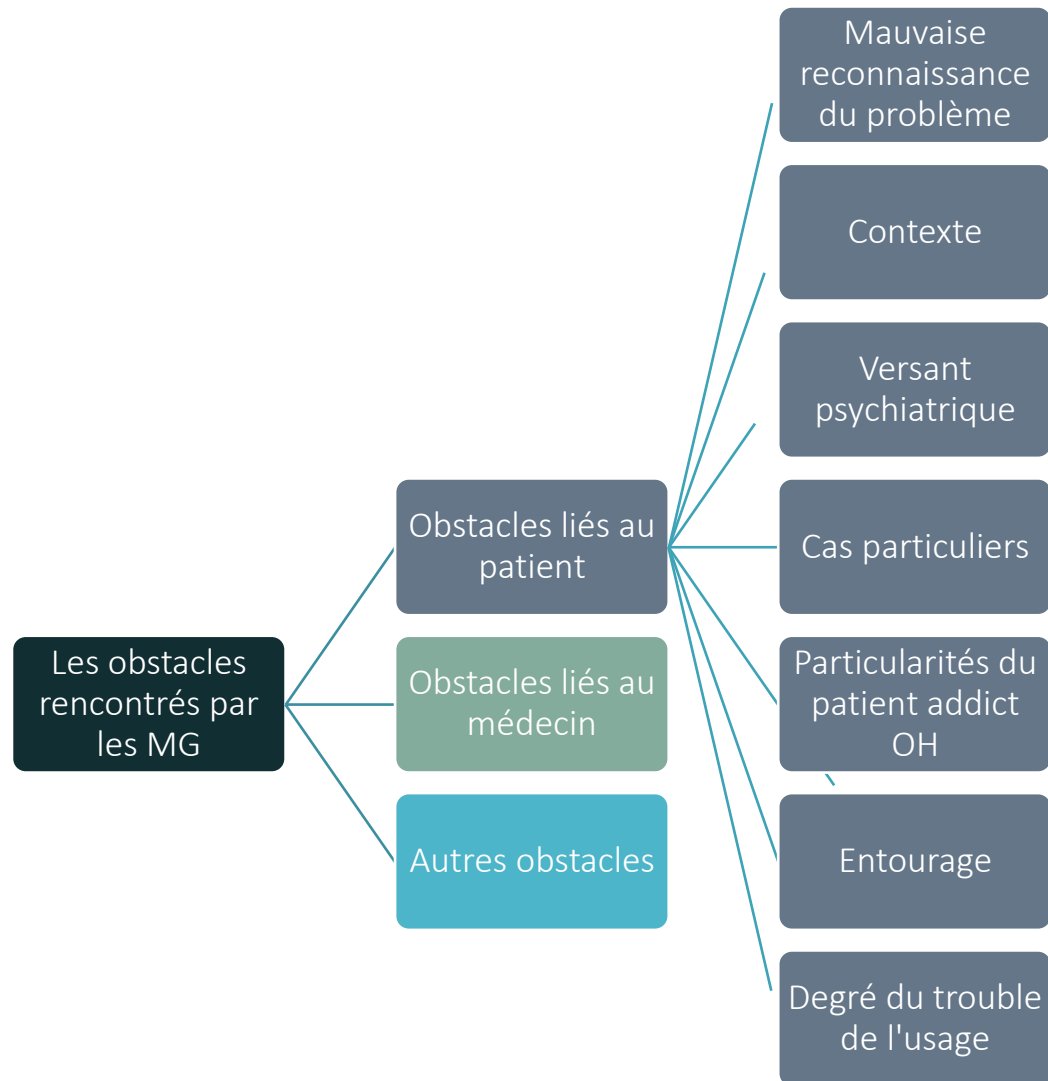 Les obstacles
rencontrés par
les MG
Obstacles liés au
patient
Obstacles liés au
médecin
Autres obstacles
Mauvaise
reconnaissance
du problème
Contexte
Versant
psychiatrique
Cas particuliers
Particularités du
patient addict
OH
Entourage
Degré du trouble
de l'usage